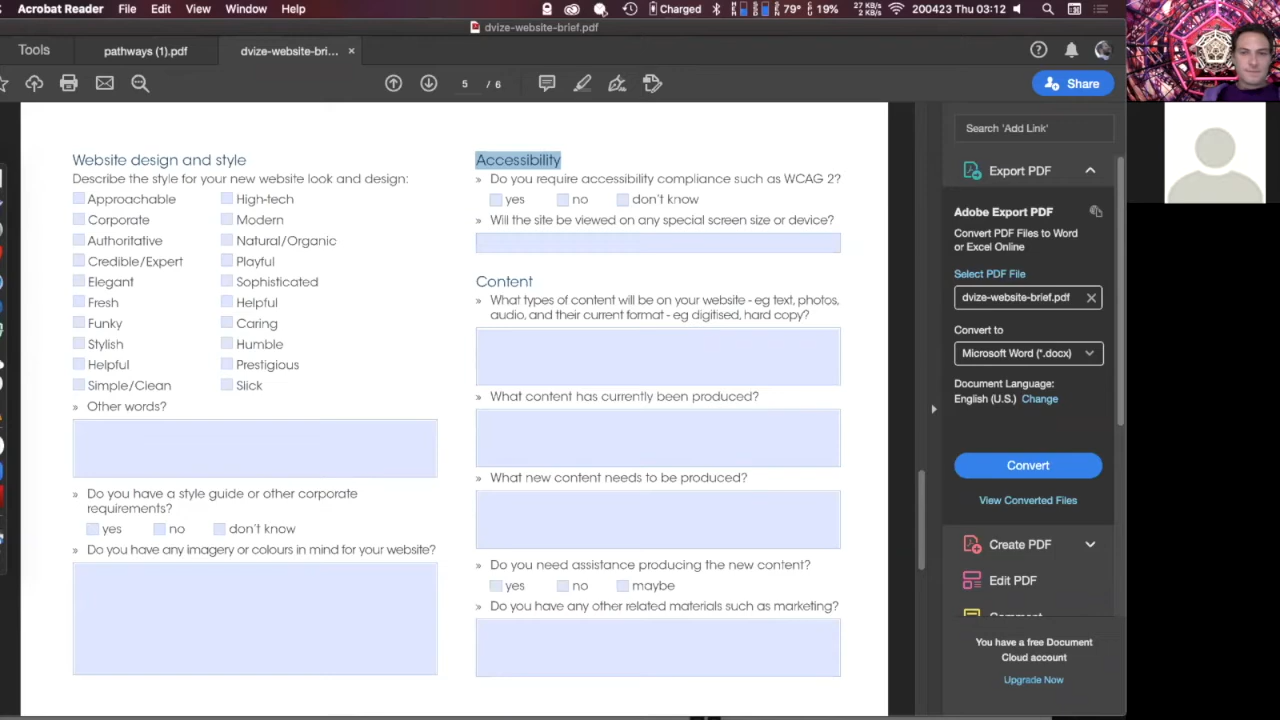 Acrobat Reader File Edit View Window Help
Charged 79° 19% 27 KB/s 2 KB/s 200423 Thu 03:12
dvize-website-brief.pdf
Tools pathways (1).pdf dvize-website-bri... ×
5 / 6 Share
Website design and style
Describe the style for your new website look and design:
Approachable High-tech
Corporate Modern
Authoritative Natural/Organic
Credible/Expert Playful
Elegant Sophisticated
Fresh Helpful
Funky Caring
Stylish Humble
Helpful Prestigious
Simple/Clean Slick
» Other words?
» Do you have a style guide or other corporate
requirements?
yes no don't know
» Do you have any imagery or colours in mind for your website?
Accessibility
» Do you require accessibility compliance such as WCAG 2?
yes no don't know
» Will the site be viewed on any special screen size or device?
Content
» What types of content will be on your website - eg text, photos,
audio, and their current format - eg digitised, hard copy?
» What content has currently been produced?
» What new content needs to be produced?
» Do you need assistance producing the new content?
yes no maybe
» Do you have any other related materials such as marketing?
Search 'Add Link'
Export PDF
Adobe Export PDF
Convert PDF Files to Word
or Excel Online
Select PDF File
dvize-website-brief.pdf
Convert to
Microsoft Word (*.docx)
Document Language:
English (U.S.) Change
Convert
View Converted Files
Create PDF
Edit PDF
Comment
You have a free Document
Cloud account
Upgrade Now